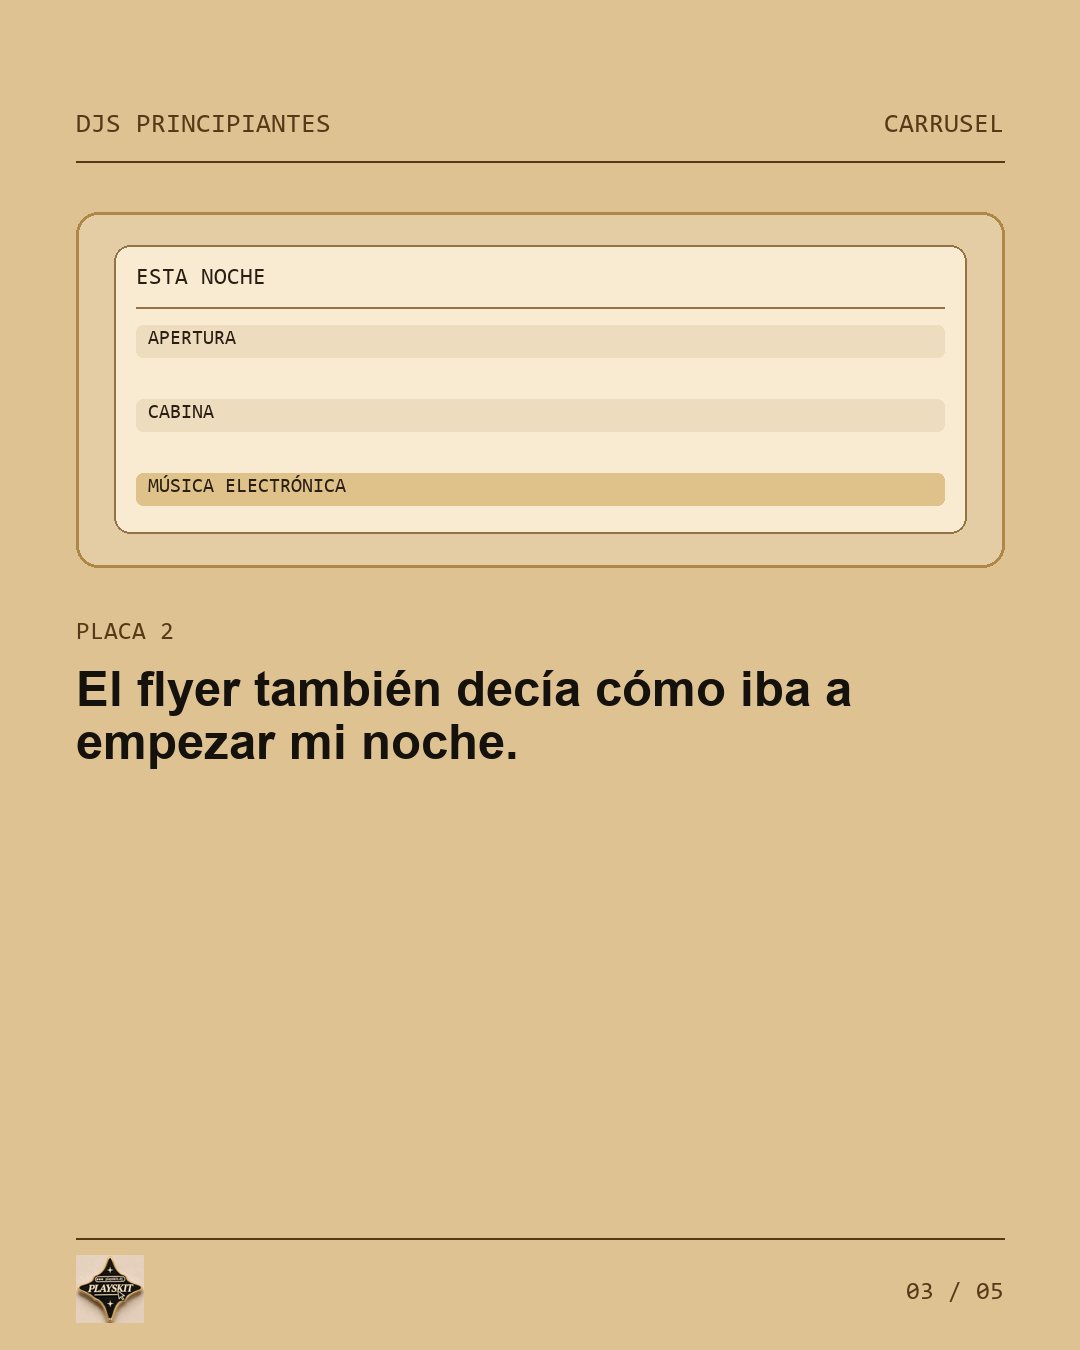 DJS PRINCIPIANTES
CARRUSEL
ESTA NOCHE
APERTURA
CABINA
MÚSICA ELECTRÓNICA
PLACA 2
El flyer también decía cómo iba a
empezar mi noche.
PLAYSKIT
03 / 05